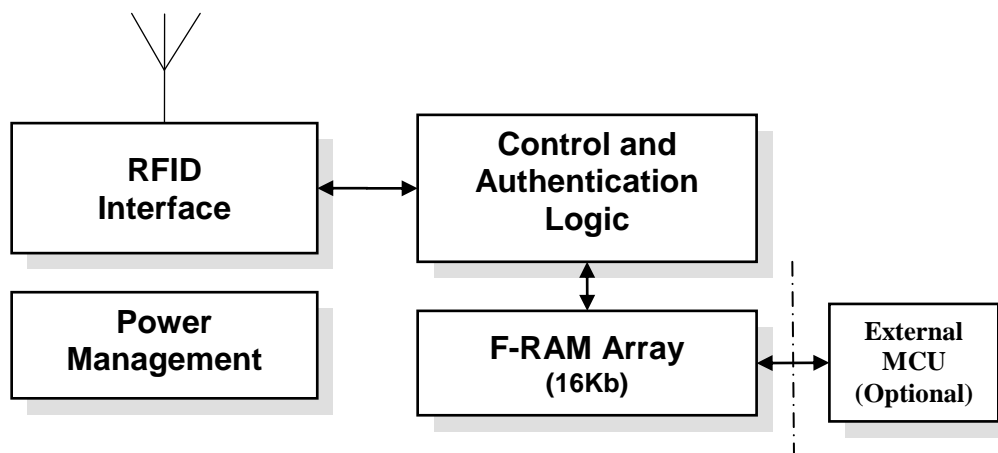 RFID
Interface
Control and
Authentication
Logic
Power
Management
F-RAM Array
(16Kb)
External
MCU
(Optional)